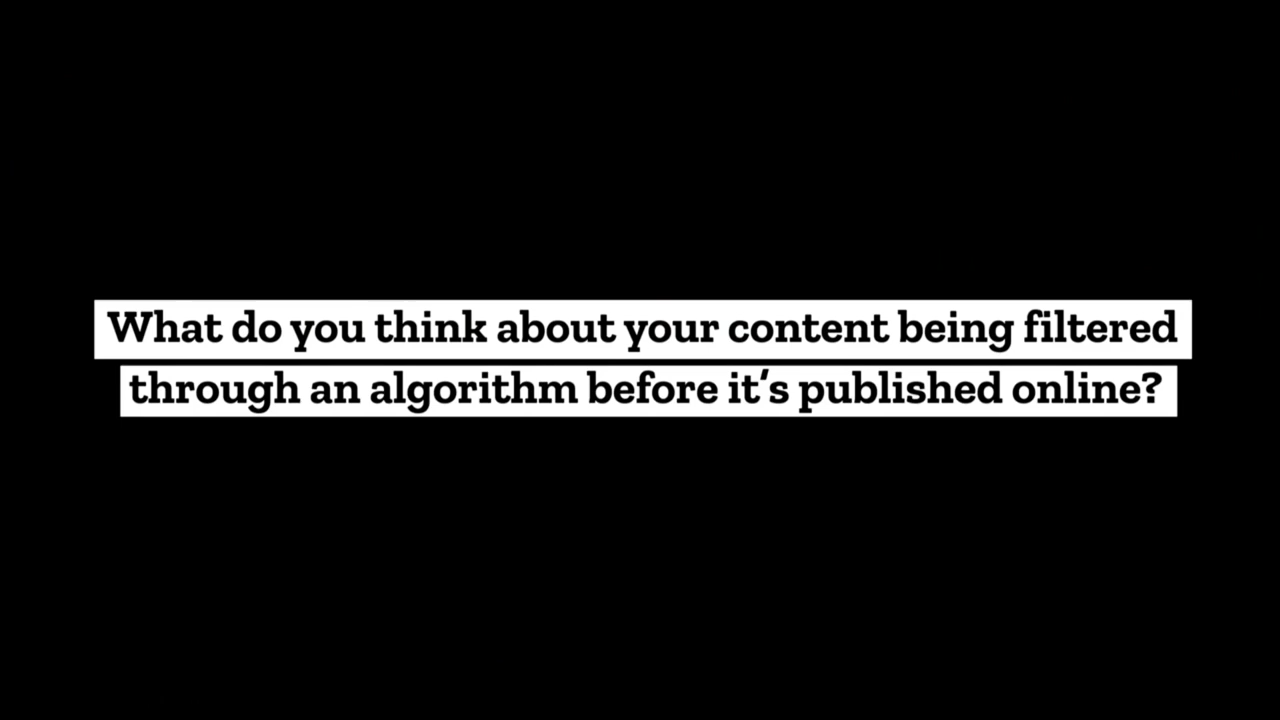 What do you think about your content being filtered
through an algorithm before it's published online?